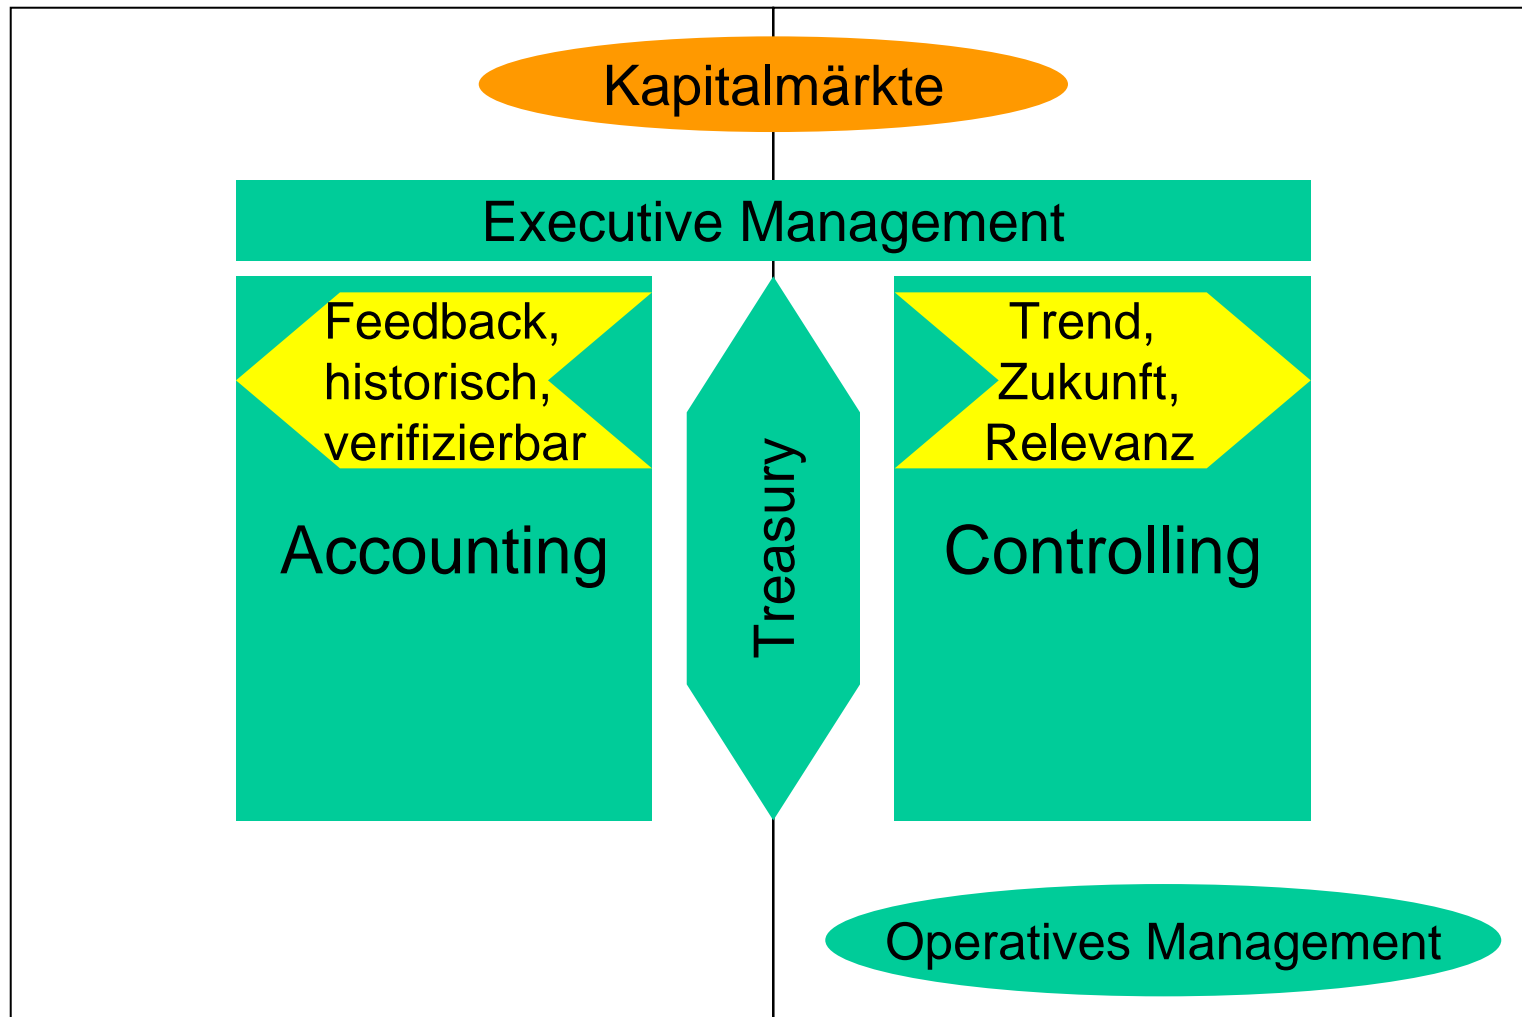 Kapitalmärkte
Executive Management
Feedback,
historisch,
verifizierbar
Accounting
Treasury
Trend,
Zukunft,
Relevanz
Controlling
Operatives Management